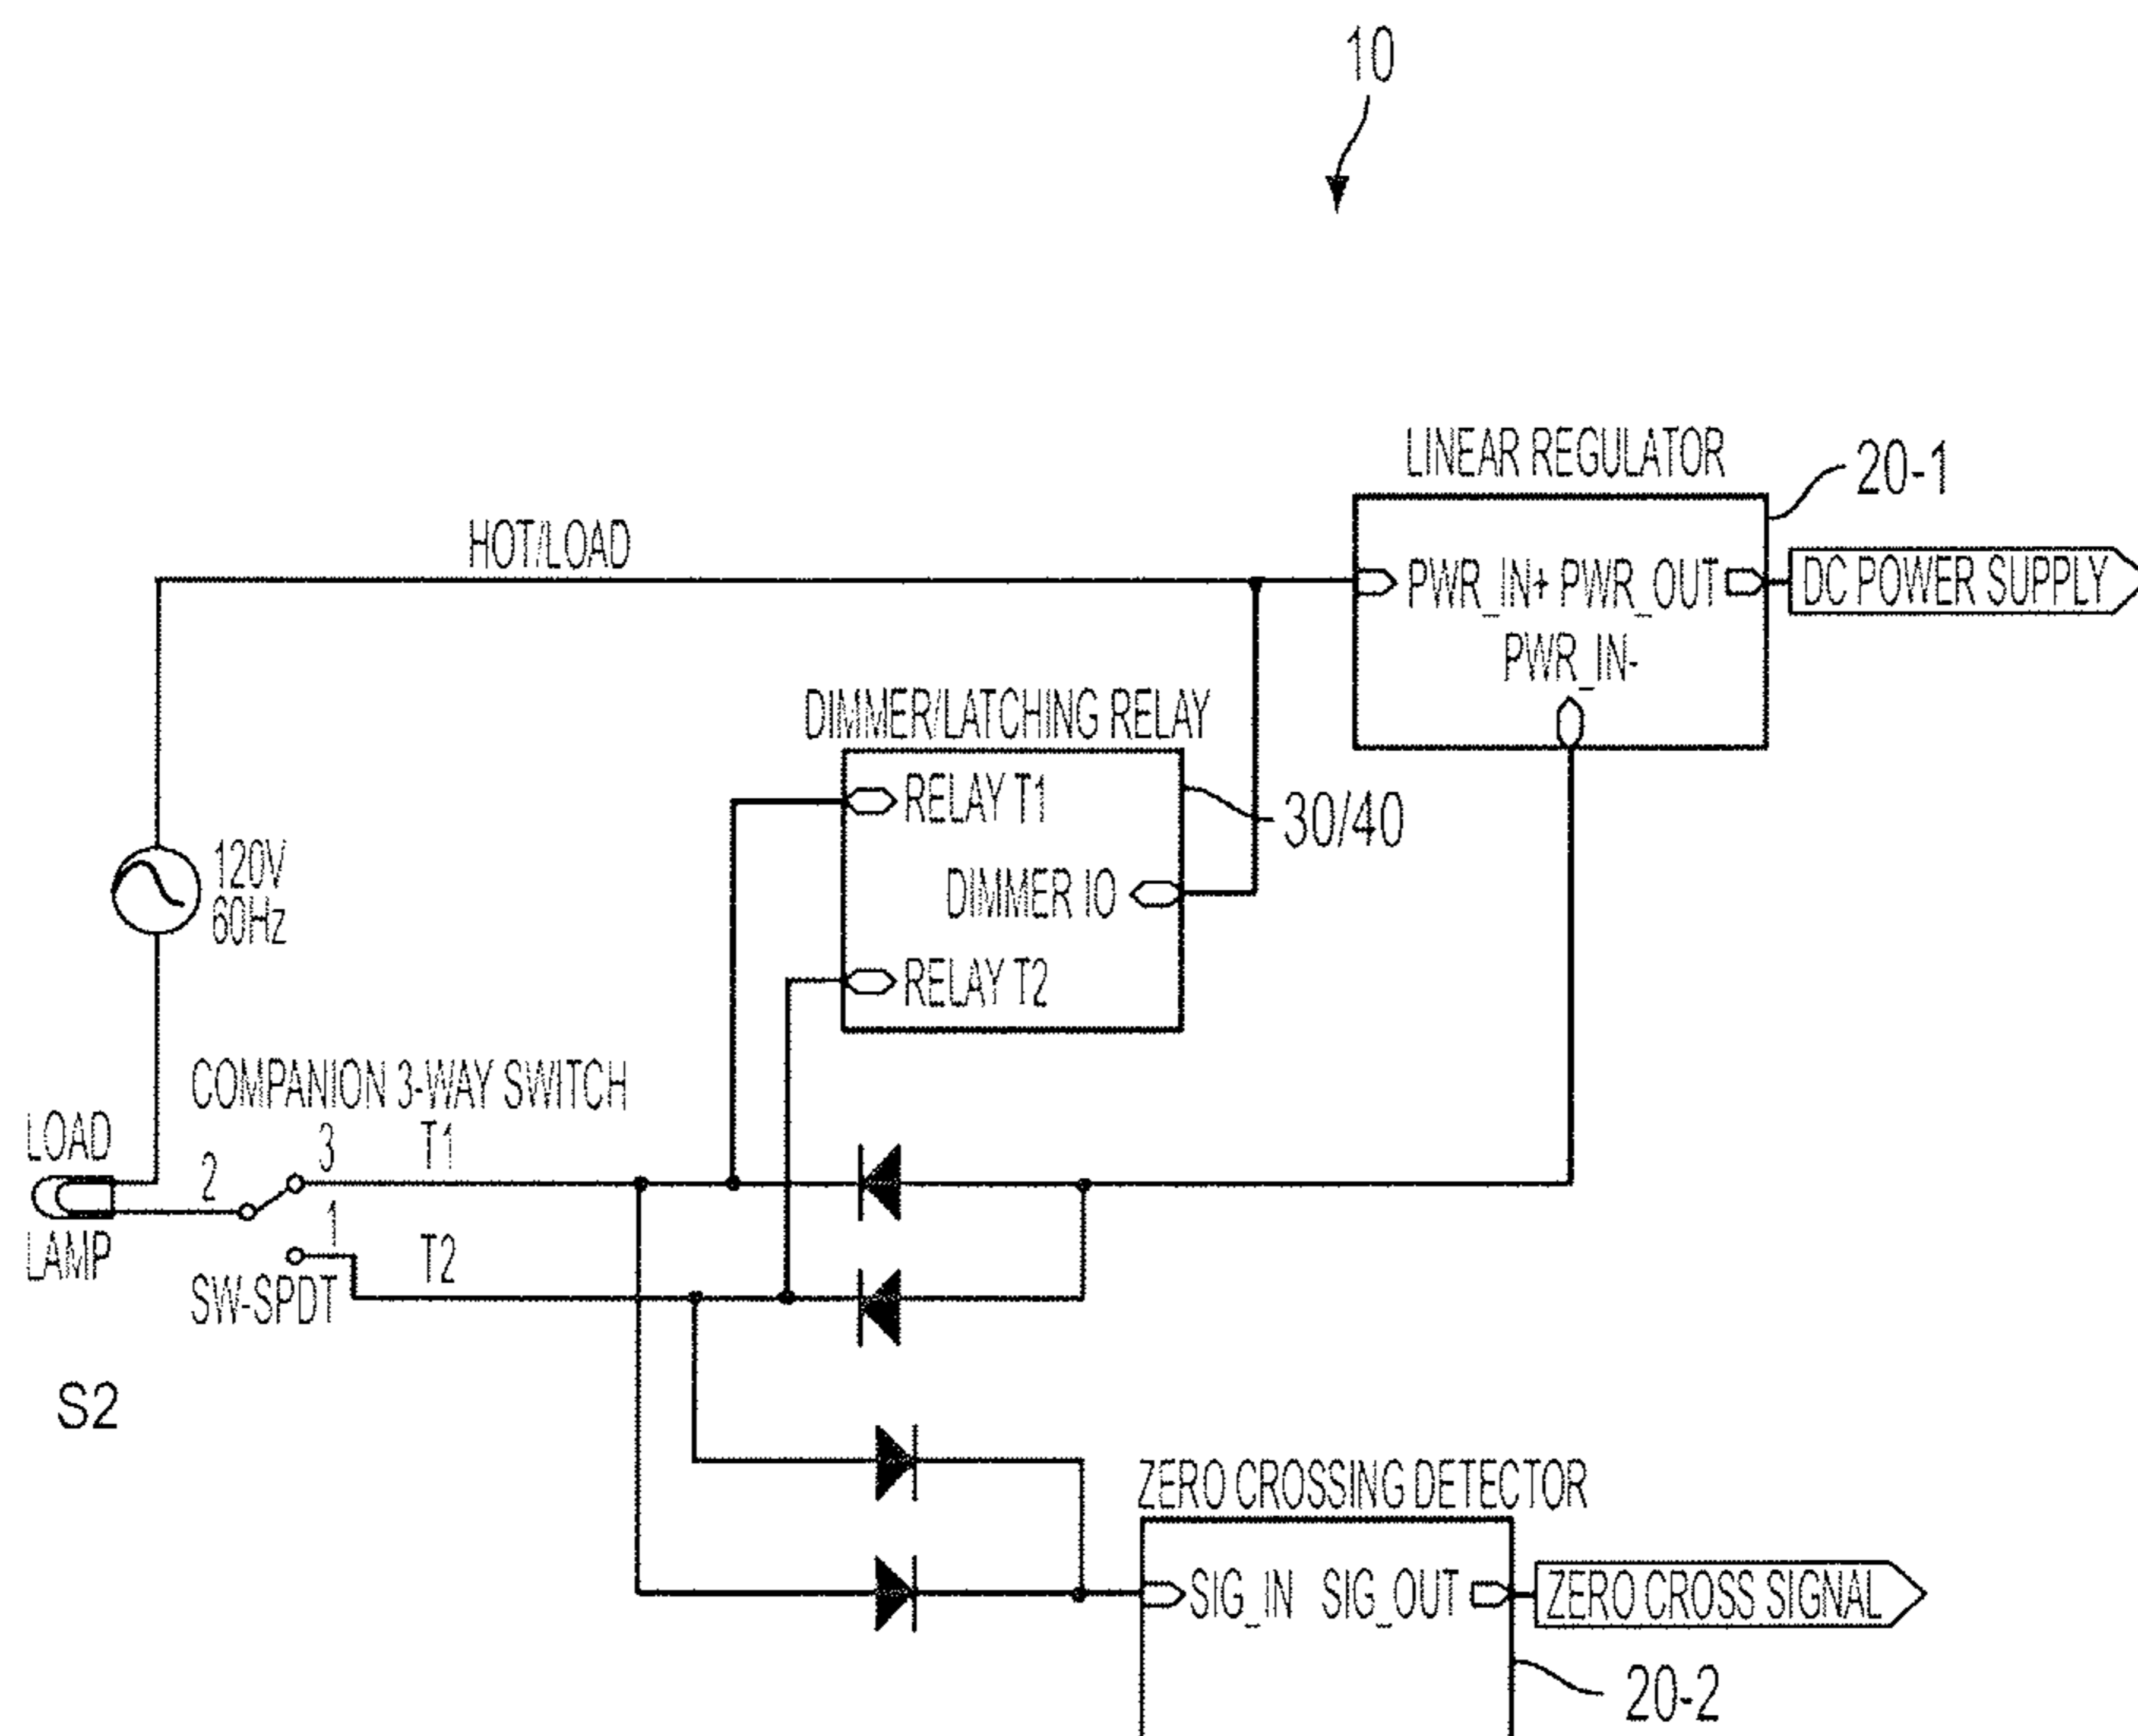 10
LINEAR REGULATOR
20-1
HOT/LOAD
PWR_IN+ PWR_OUT
DC POWER SUPPLY
PWR_IN-
DIMMER/LATCHING RELAY
RELAY T1
30/40
120V
60Hz
DIMMER IO
RELAY T2
COMPANION 3-WAY SWITCH
LOAD
2
3
T1
LAMP
1
T2
SW-SPDT
S2
ZERO CROSSING DETECTOR
SIG_IN SIG_OUT
ZERO CROSS SIGNAL
20-2